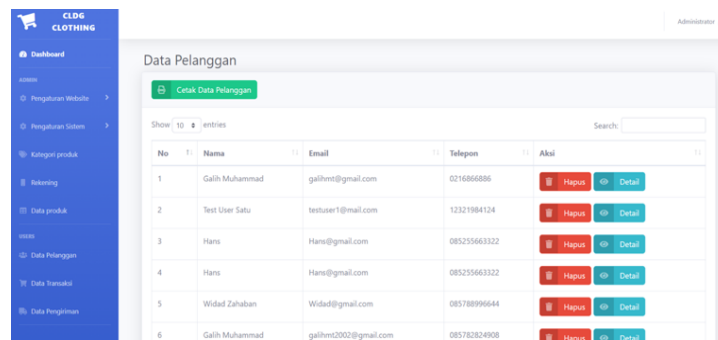 CLDG
CLOTHING
Administrator
Dashboard
ADMIN
Pengaturan Website
Pengaturan Sistem
Kategori produk
Rekening
Data produk
USERS
Data Pelanggan
Data Transaksi
Data Pengiriman
Data Pelanggan
Cetak Data Pelanggan
Show 10 entries
Search:
No Nama Email Telepon Aksi
1 Galih Muhammad galihmt@gmail.com 0216866886 Hapus Detail
2 Test User Satu testuser1@mail.com 12321984124 Hapus Detail
3 Hans Hans@gmail.com 085255663322 Hapus Detail
4 Hans Hans@gmail.com 085255663322 Hapus Detail
5 Widad Zahaban Widad@gmail.com 085788996644 Hapus Detail
6 Galih Muhammad galihmt2002@gmail.com 085782824908 Hapus Detail